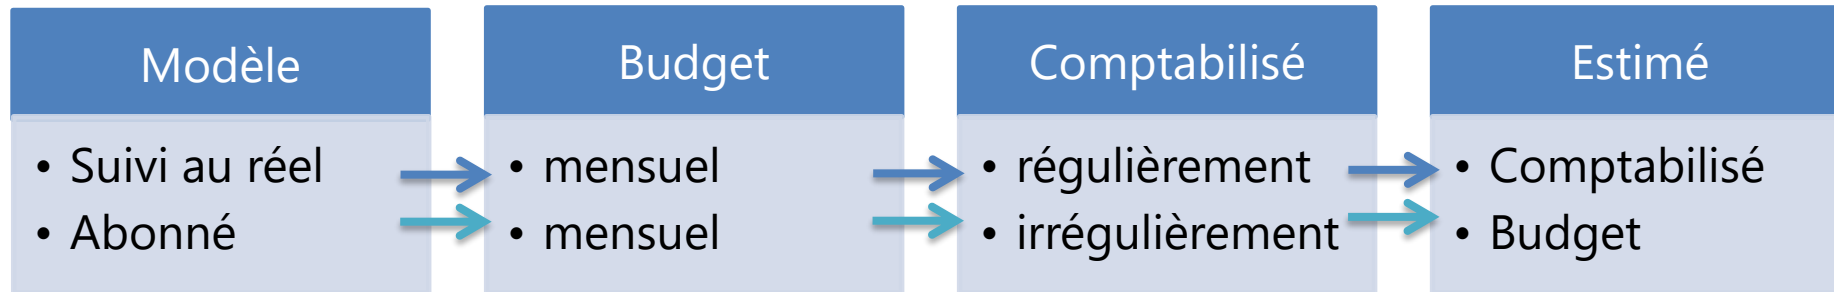 Modèle
• Suivi au réel
• Abonné
Budget
• mensuel
• mensuel
Comptabilisé
• régulièrement
• irrégulièrement
Estimé
• Comptabilisé
• Budget